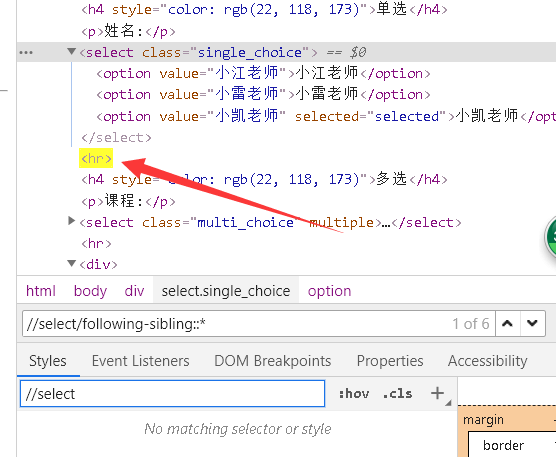 <h4 style="color: rgb(22, 118, 173)">单选</h4>
<p>姓名:</p>
… ▼<select class="single_choice"> == $0
<option value="小江老师">小江老师</option>
<option value="小雷老师">小雷老师</option>
<option value="小凯老师" selected="selected">小凯老师</op
</select>
<hr>
<h4 style="color: rgb(22, 118, 173)">多选</h4>
<p>课程:</p>
▶<select class="multi_choice" multiple>…</select>
<hr>
▼<div>
html body div select.single_choice option
//select/following-sibling::* 1 of 6
Styles Event Listeners DOM Breakpoints Properties Accessibility
//select :hov .cls +
No matching selector or style
margin
border